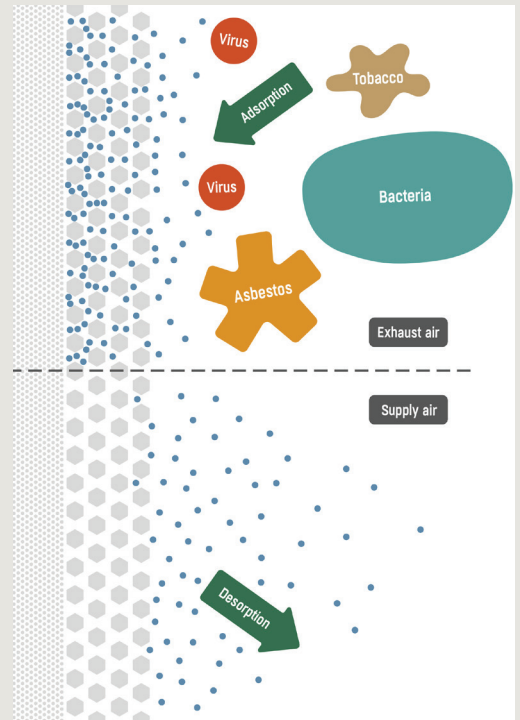 Virus
Tobacco
Adsorption
Virus
Bacteria
Asbestos
Exhaust air
Supply air
Desorption